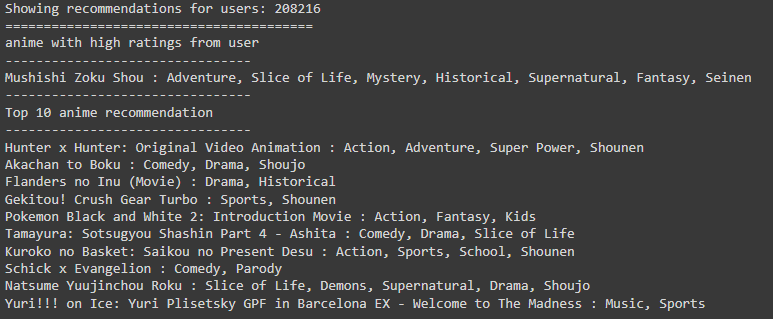 Showing recommendations for users: 208216
========================================
anime with high ratings from user
--------------------------------
Mushishi Zoku Shou : Adventure, Slice of Life, Mystery, Historical, Supernatural, Fantasy, Seinen
--------------------------------
Top 10 anime recommendation
--------------------------------
Hunter x Hunter: Original Video Animation : Action, Adventure, Super Power, Shounen
Akachan to Boku : Comedy, Drama, Shoujo
Flanders no Inu (Movie) : Drama, Historical
Gekitou! Crush Gear Turbo : Sports, Shounen
Pokemon Black and White 2: Introduction Movie : Action, Fantasy, Kids
Tamayura: Sotsugyou Shashin Part 4 - Ashita : Comedy, Drama, Slice of Life
Kuroko no Basket: Saikou no Present Desu : Action, Sports, School, Shounen
Schick x Evangelion : Comedy, Parody
Natsume Yuujinchou Roku : Slice of Life, Demons, Supernatural, Drama, Shoujo
Yuri!!! on Ice: Yuri Plisetsky GPF in Barcelona EX - Welcome to The Madness : Music, Sports